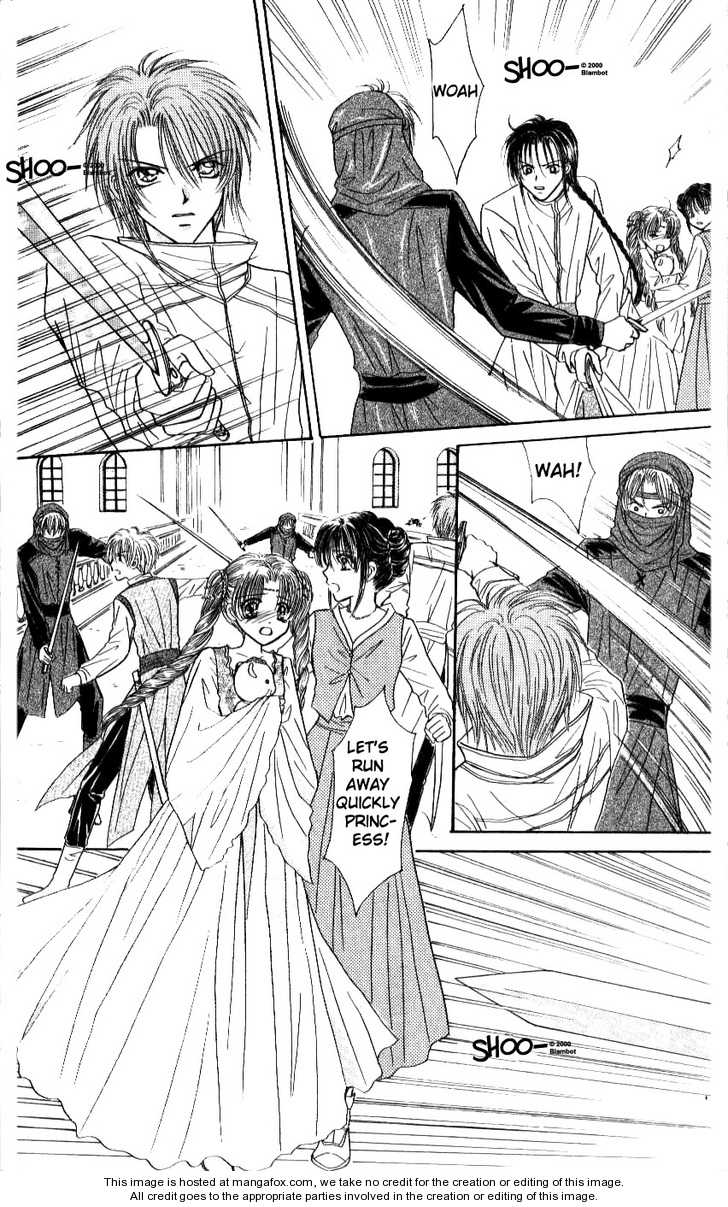 WOAH
SHOO-
© 2000
Blambot
SHOO-
© 2000
Blambot
WAH!
LET'S
RUN
AWAY
QUICKLY
PRINC-
ESS!
SHOO-
© 2000
Blambot
This image is hosted at mangafox.com, we take no credit for the creation or editing of this image.
All credit goes to the appropriate parties involved in the creation or editing of this image.